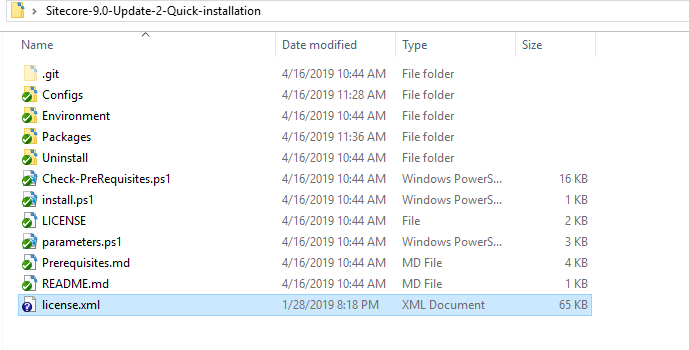 Sitecore-9.0-Update-2-Quick-installation
Name Date modified Type Size
.git 4/16/2019 10:44 AM File folder
Configs 4/16/2019 11:28 AM File folder
Environment 4/16/2019 10:44 AM File folder
Packages 4/16/2019 11:36 AM File folder
Uninstall 4/16/2019 10:44 AM File folder
Check-PreRequisites.ps1 4/16/2019 10:44 AM Windows PowerS... 16 KB
install.ps1 4/16/2019 10:44 AM Windows PowerS... 1 KB
LICENSE 4/16/2019 10:44 AM File 2 KB
parameters.ps1 4/16/2019 10:44 AM Windows PowerS... 3 KB
Prerequisites.md 4/16/2019 10:44 AM MD File 4 KB
README.md 4/16/2019 10:44 AM MD File 1 KB
license.xml 1/28/2019 8:18 PM XML Document 65 KB